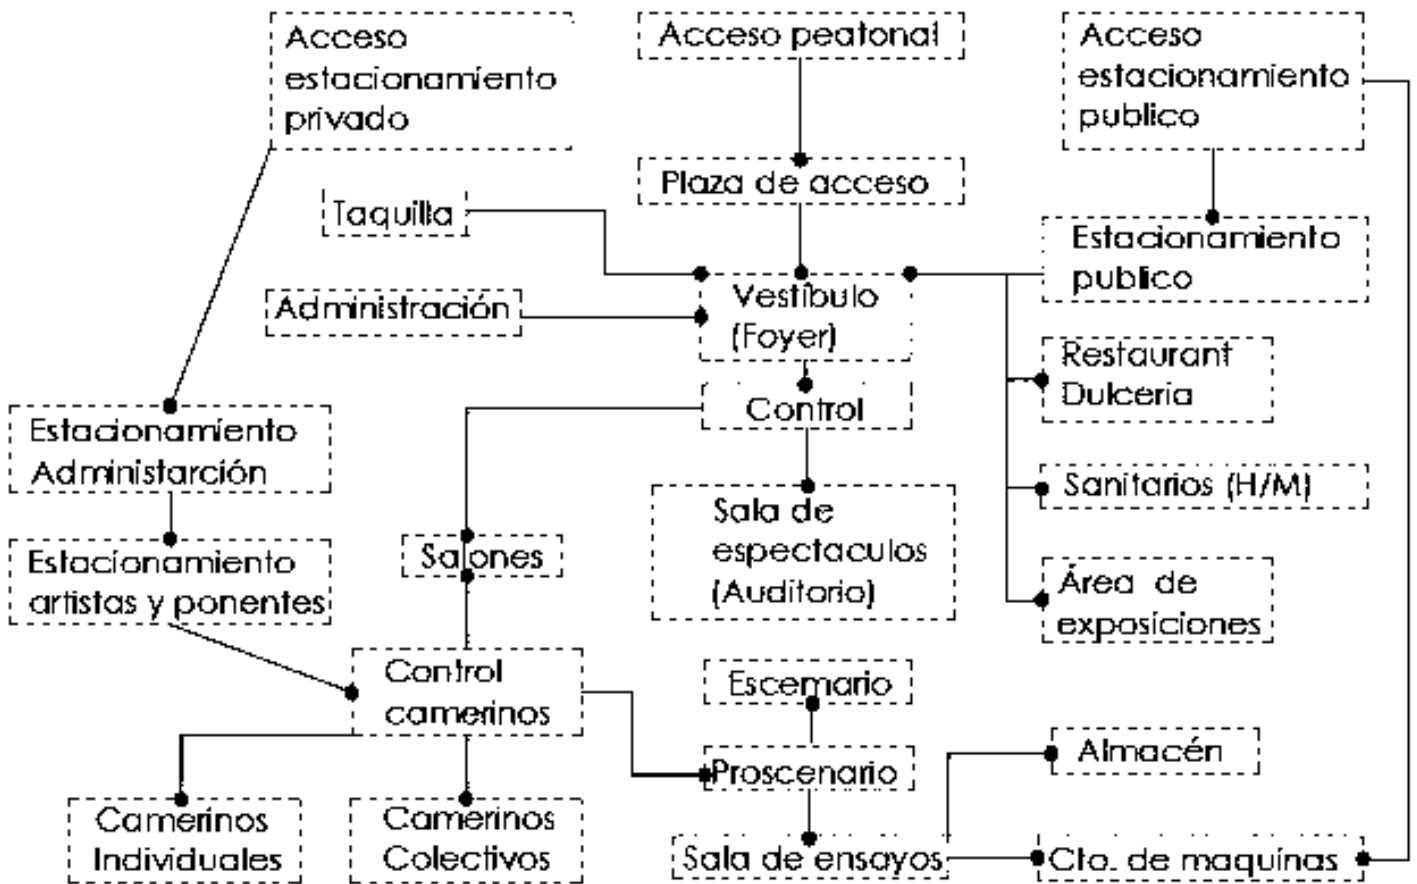 Acceso
estacionamiento
privado
Acceso peatonal
Acceso
estacionamiento
publico
Plaza de acceso
Taquilla
Estacionamiento
publico
Administración
Vestíbulo
(Foyer)
Restaurant
Dulceria
Control
Estacionamiento
Administarción
Sanitarios (H/M)
Sala de
espectaculos
(Auditorio)
Salones
Estacionamiento
artistas y ponentes
Área de
exposiciones
Control
camerinos
Escemario
Proscenario
Almacén
Camerinos
Individuales
Camerinos
Colectivos
Sala de ensayos
Cto. de maquinas